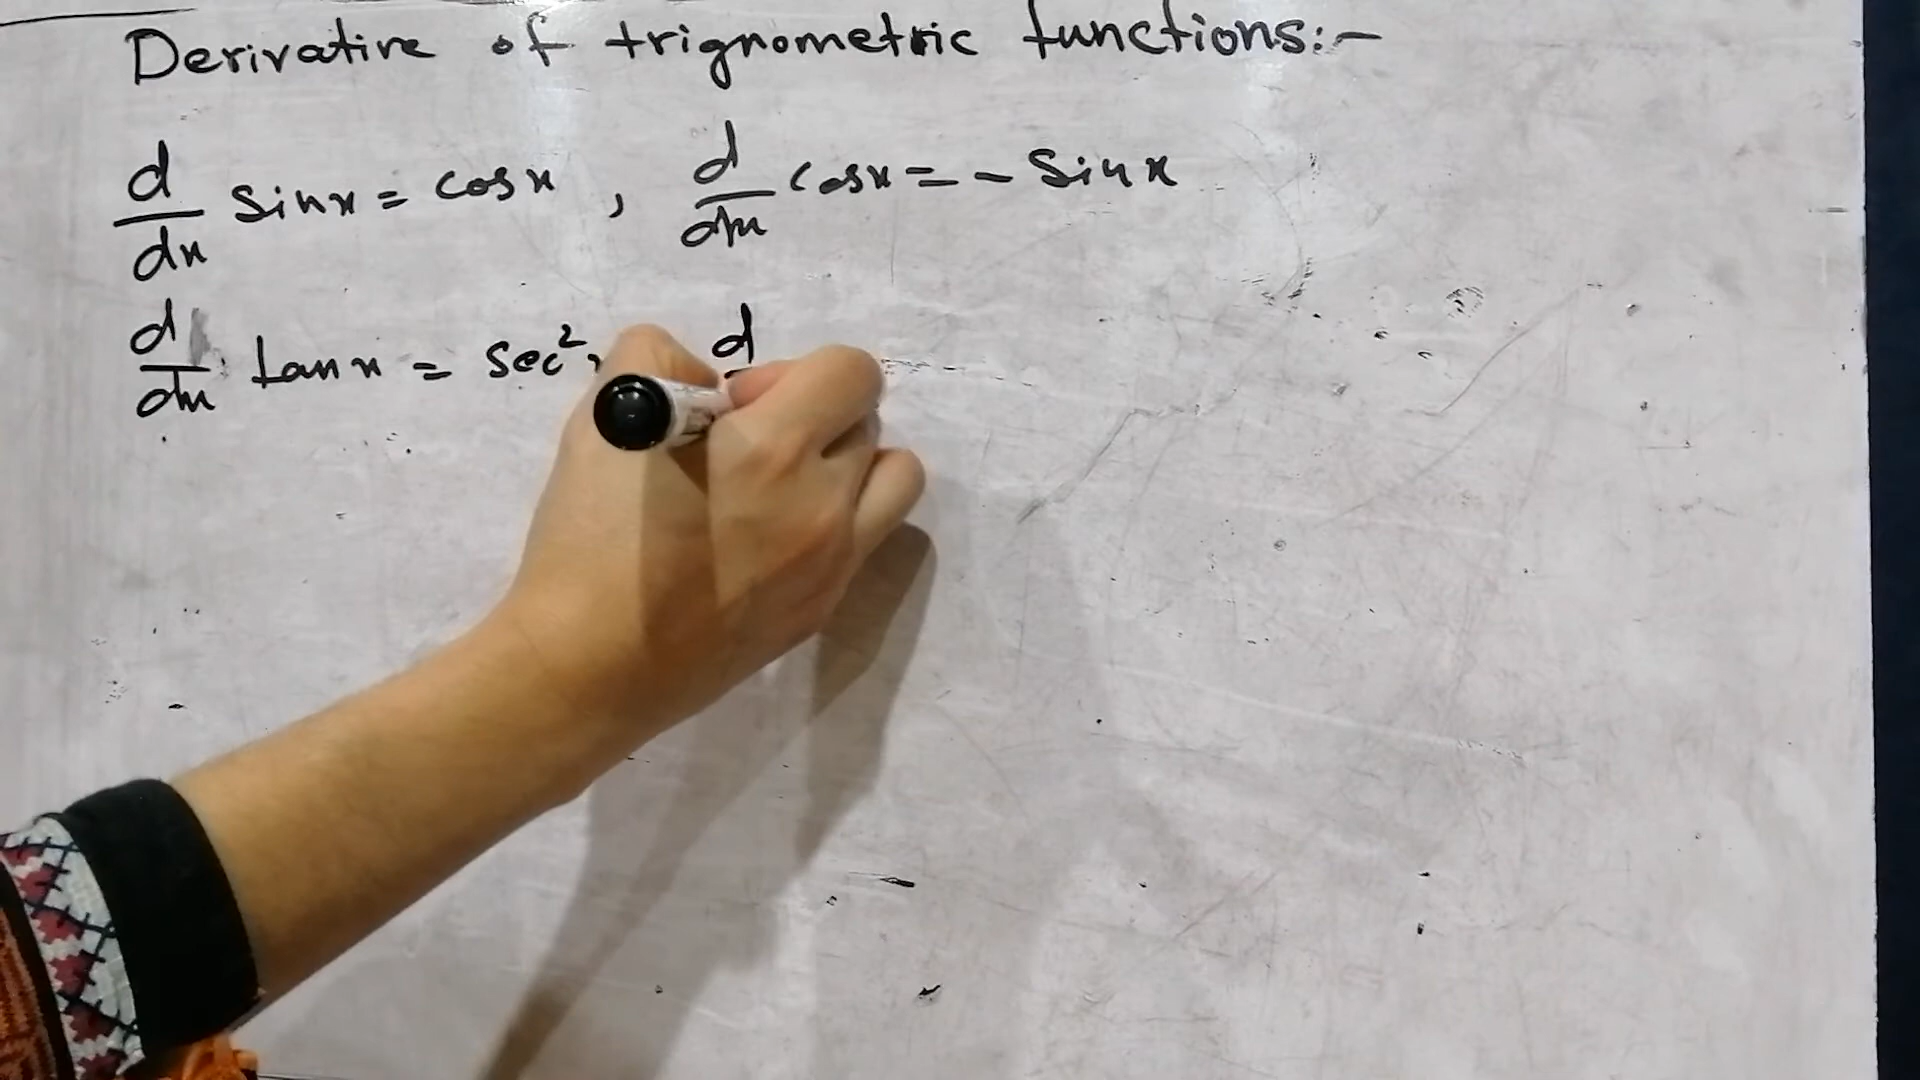 Derivative of trignometric functions:-
d/dx sinx = cosx , d/dx cosx = - sinx
d/dx tanx = sec² d